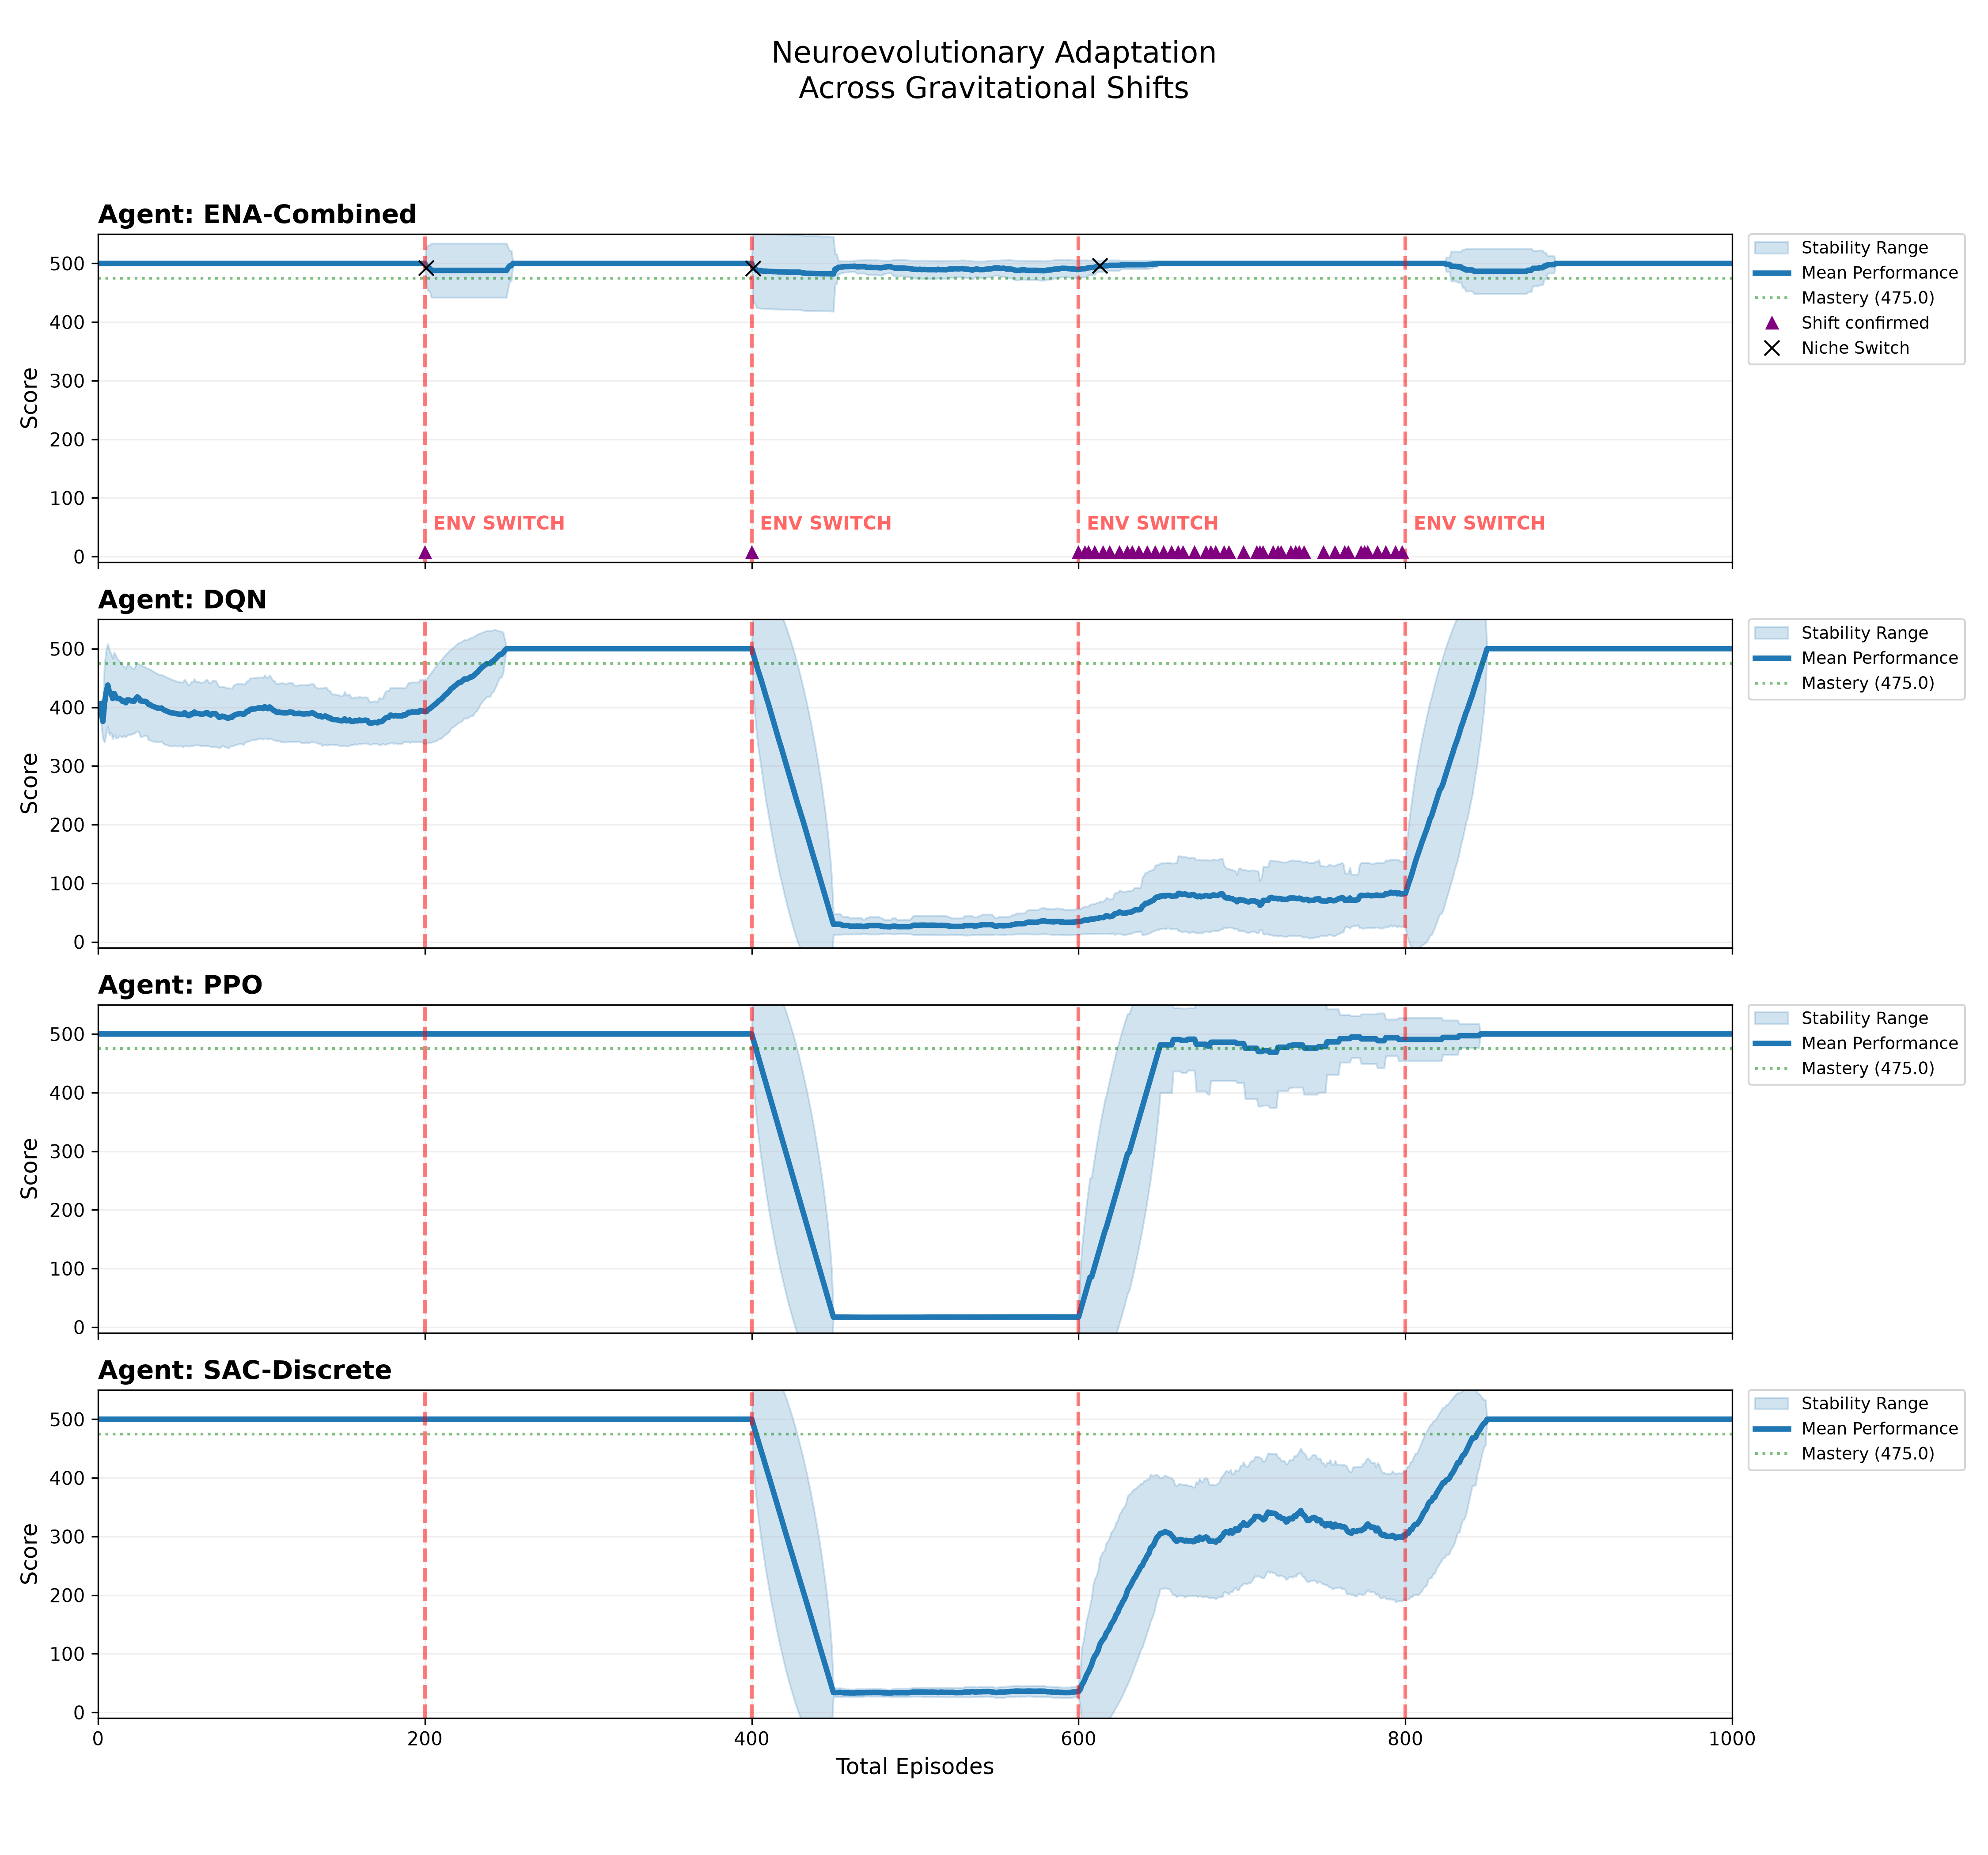 Neuroevolutionary Adaptation
Across Gravitational Shifts
Agent: ENA-Combined
Score
500
400
300
200
100
0
ENV SWITCH
ENV SWITCH
ENV SWITCH
ENV SWITCH
Stability Range
Mean Performance
Mastery (475.0)
Shift confirmed
Niche Switch
Agent: DQN
Score
500
400
300
200
100
0
Stability Range
Mean Performance
Mastery (475.0)
Agent: PPO
Score
500
400
300
200
100
0
Stability Range
Mean Performance
Mastery (475.0)
Agent: SAC-Discrete
Score
500
400
300
200
100
0
Stability Range
Mean Performance
Mastery (475.0)
0 200 400 600 800 1000
Total Episodes